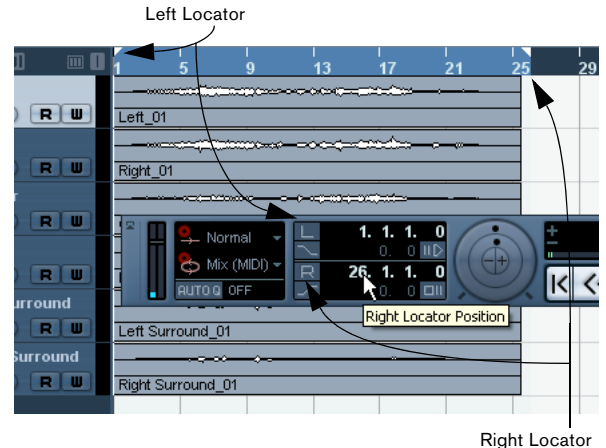 Left Locator
1 5 9 13 17 21 25 29
R W
Left_01
R W
Right_01
R W
Normal
L 1. 1. 1. 0
0. 0
Mix (MIDI)
R W
R 26. 1. 1. 0
AUTO Q OFF
0. 0
urround
Right Locator Position
R W
Left Surround_01
Surround
R W
Right Surround_01
Right Locator